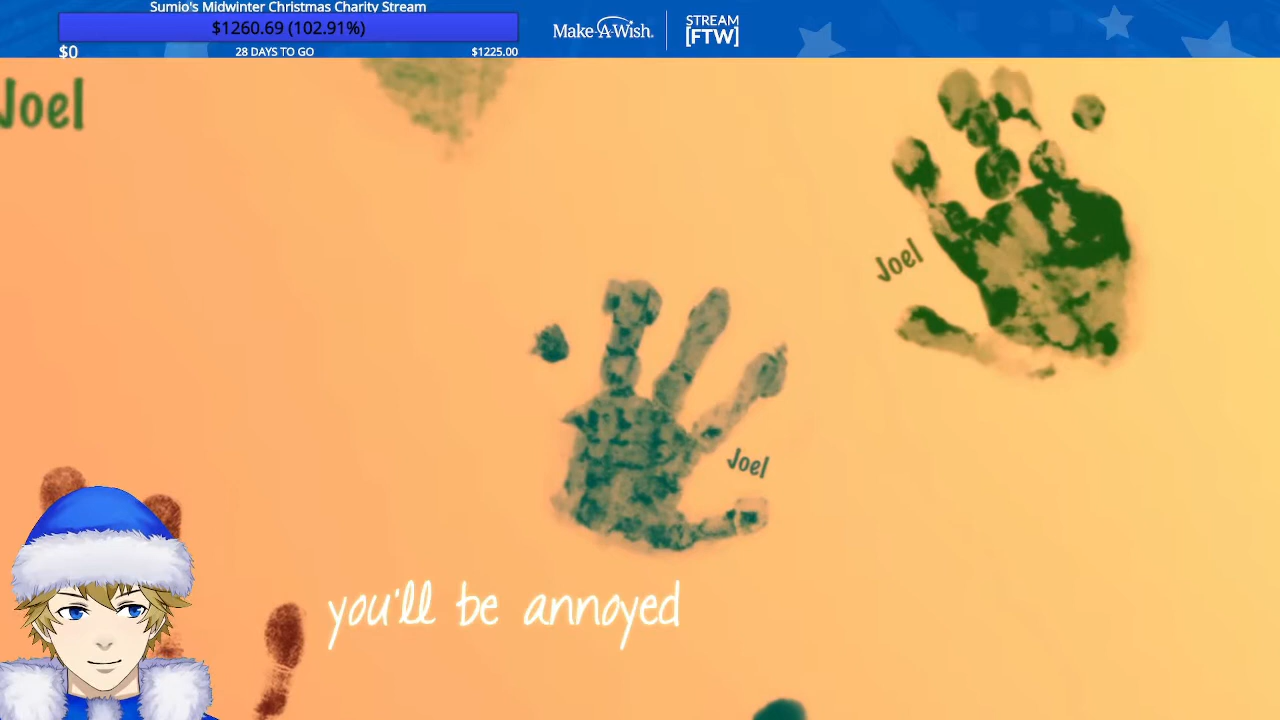 Sumio's Midwinter Christmas Charity Stream
$1260.69 (102.91%)
$0
28 DAYS TO GO
$1225.00
Make-A-Wish.
STREAM
[FTW]
Joel
Joel
Joel
you'll be annoyed